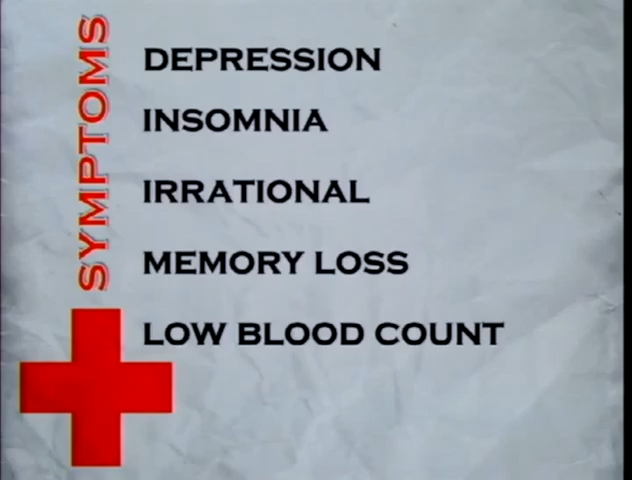 SYMPTOMS
DEPRESSION
INSOMNIA
IRRATIONAL
MEMORY LOSS
LOW BLOOD COUNT